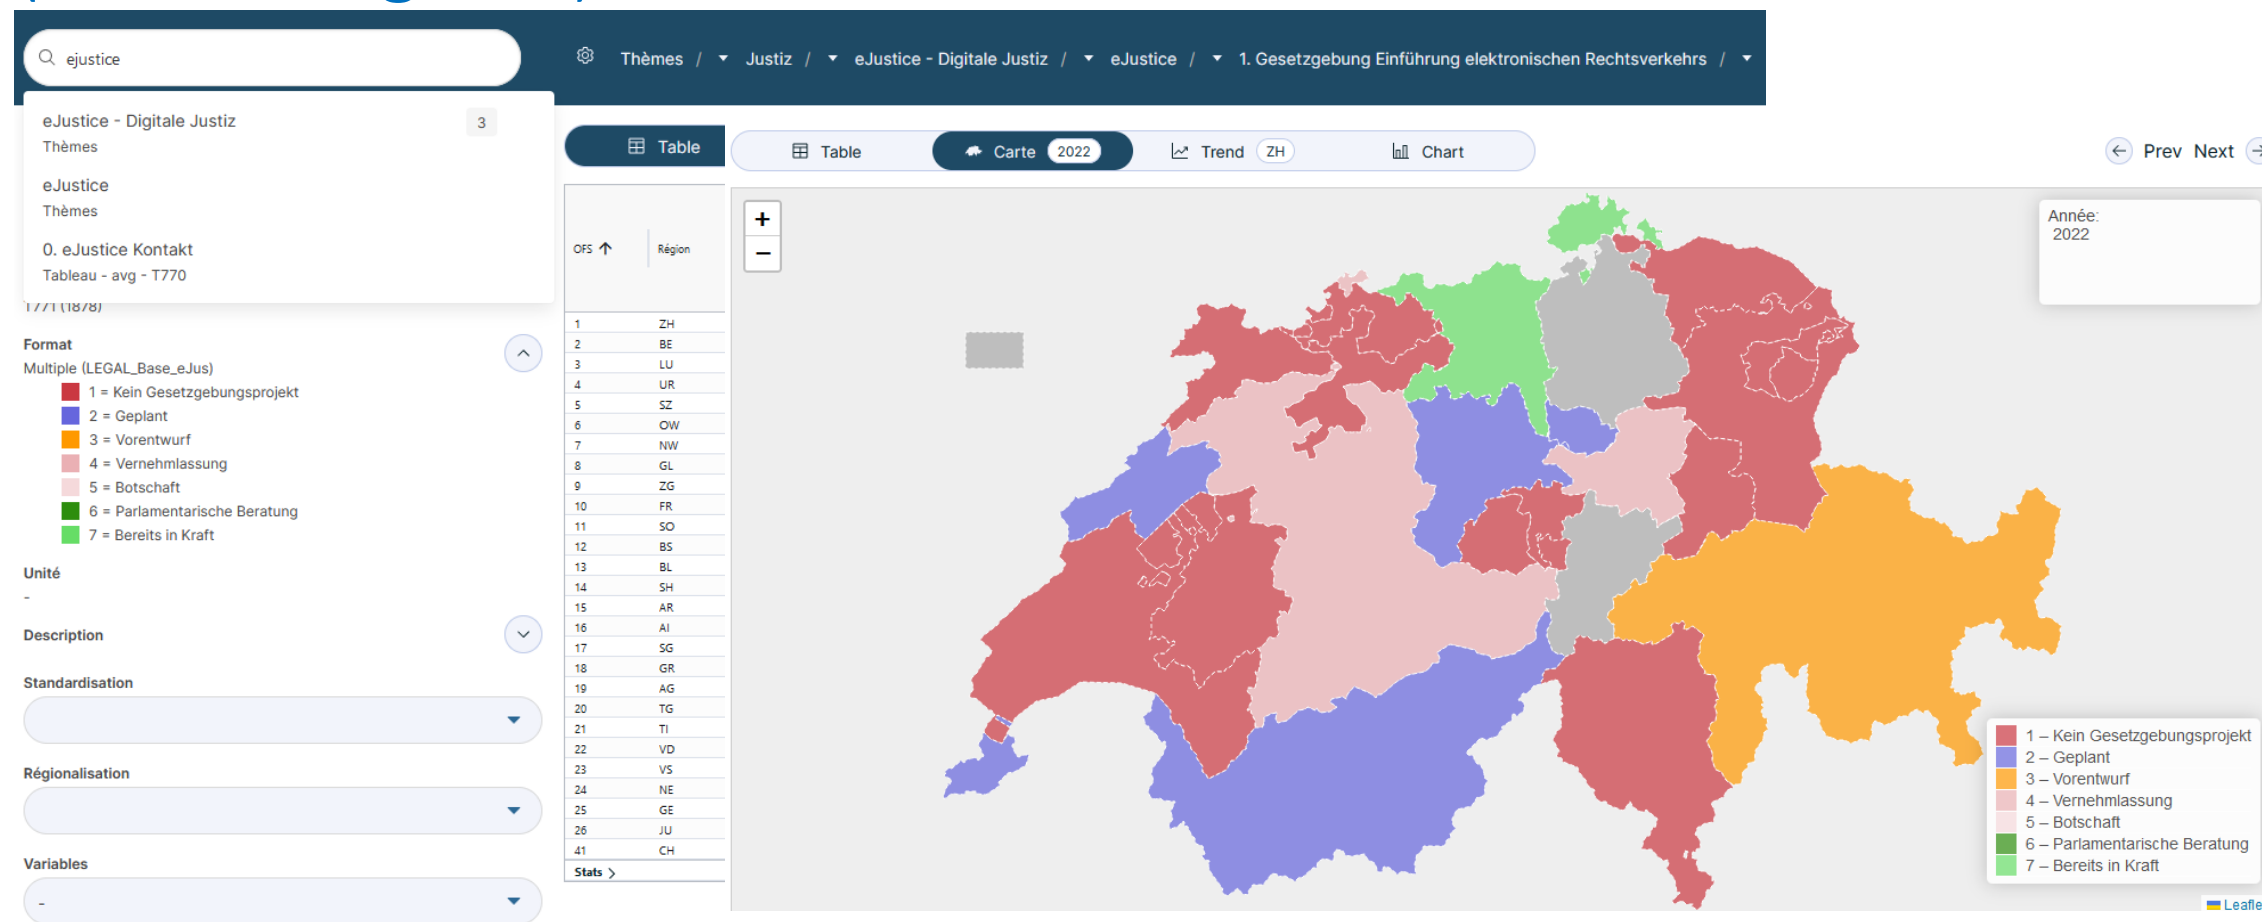 ejustice
Thèmes / Justiz / eJustice - Digitale Justiz / eJustice / 1. Gesetzgebung Einführung elektronischen Rechtsverkehrs /
eJustice - Digitale Justiz 3
Thèmes
eJustice
Thèmes
0. eJustice Kontakt
Tableau - avg - T770
T771 (1878)
Format
Multiple (LEGAL_Base_eJus)
1 = Kein Gesetzgebungsprojekt
2 = Geplant
3 = Vorentwurf
4 = Vernehmlassung
5 = Botschaft
6 = Parlamentarische Beratung
7 = Bereits in Kraft
Unité
-
Description
Standardisation
Régionalisation
Variables
-
Table
OFS Région
1 ZH
2 BE
3 LU
4 UR
5 SZ
6 OW
7 NW
8 GL
9 ZG
10 FR
11 SO
12 BS
13 BL
14 SH
15 AR
16 AI
17 SG
18 GR
19 AG
20 TG
21 TI
22 VD
23 VS
24 NE
25 GE
26 JU
41 CH
Stats
Table Carte 2022 Trend ZH Chart
Prev Next
+
−
Année:
2022
1 – Kein Gesetzgebungsprojekt
2 – Geplant
3 – Vorentwurf
4 – Vernehmlassung
5 – Botschaft
6 – Parlamentarische Beratung
7 – Bereits in Kraft
Leafle